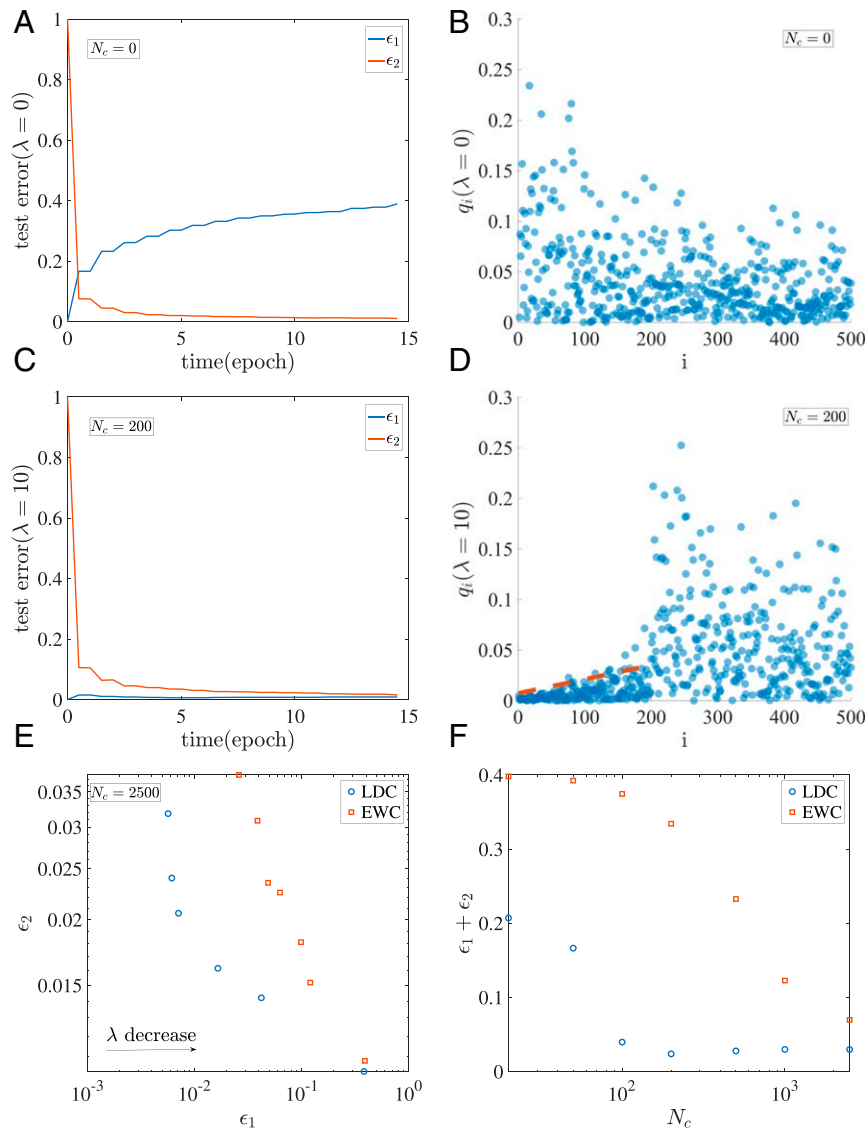 A
N_c = 0
ϵ_1
ϵ_2
test error(λ = 0)
1
0.8
0.6
0.4
0.2
0
0 5 10 15
time(epoch)
B
N_c = 0
q_i(λ = 0)
0.3
0.25
0.2
0.15
0.1
0.05
0
0 100 200 300 400 500
i
C
N_c = 200
ϵ_1
ϵ_2
test error(λ = 10)
1
0.8
0.6
0.4
0.2
0
0 5 10 15
time(epoch)
D
N_c = 200
q_i(λ = 10)
0.3
0.25
0.2
0.15
0.1
0.05
0
0 100 200 300 400 500
i
E
N_c = 2500
LDC
EWC
ϵ_2
0.035
0.03
0.025
0.02
0.015
λ decrease
10^-3 10^-2 10^-1 10^0
ϵ_1
F
LDC
EWC
ϵ_1 + ϵ_2
0.4
0.3
0.2
0.1
0
10^2 10^3
N_c